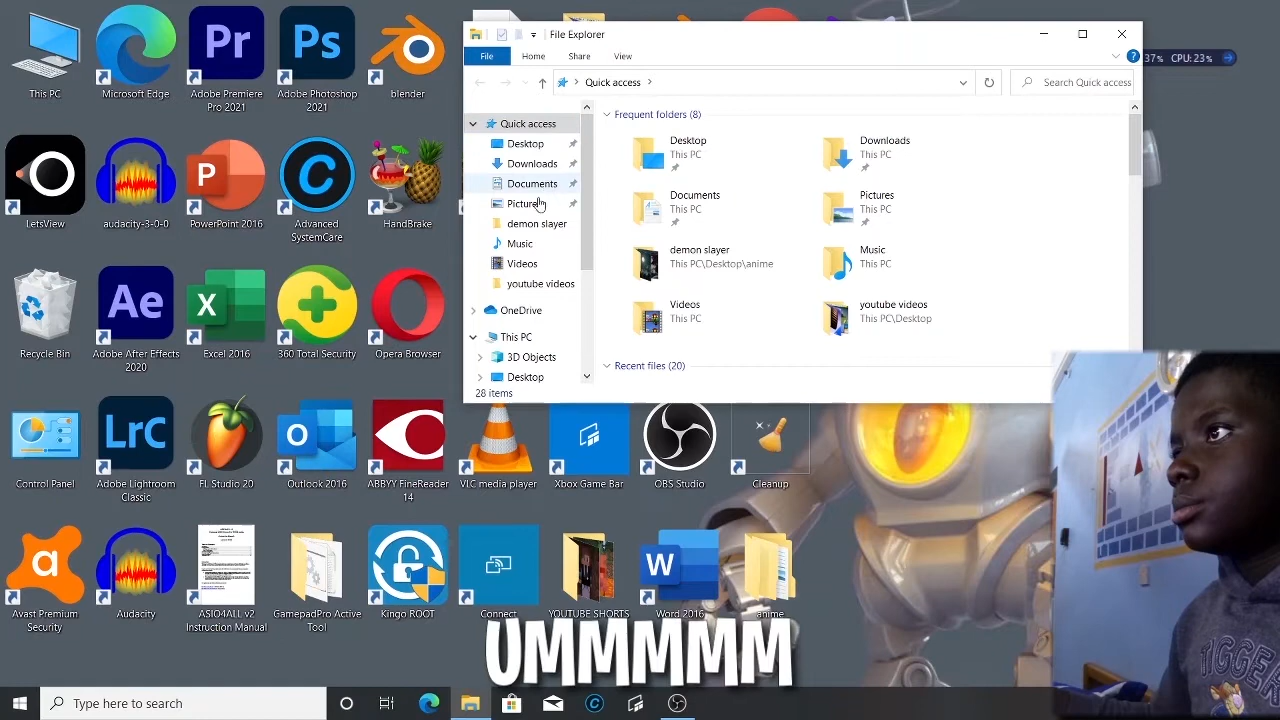 File Explorer
File
Home
Share
View
37% CPU: 23%
Quick access
Search Quick access
Quick access
Desktop
Downloads
Documents
Pictures
demon slayer
Music
Videos
youtube videos
OneDrive
This PC
3D Objects
Desktop
28 items
Frequent folders (8)
Desktop
This PC
Downloads
This PC
Documents
This PC
Pictures
This PC
demon slayer
This PC\Desktop\anime
Music
This PC
Videos
This PC
youtube videos
This PC\Desktop
Recent files (20)
This PC
Microsoft Edge
Pr
Adobe Premiere
Pro 2021
Ps
Adobe Photoshop
2021
blender
LetsView
audacity-3-0-0
P
PowerPoint 2016
C
Advanced
SystemCare
HandBrake
Recycle Bin
Ae
Adobe After Effects
2020
X
Excel 2016
360 Total Security
Opera Browser
Control Panel
Lrc
Adobe Lightroom
Classic
FL Studio 20
O
Outlook 2016
ABBYY FineReader
14
VLC media player
Xbox Game Bar
OBS Studio
Cleanup
a
Avast Premium
Security
Audacity
ASIO4ALL v2
Instruction Manual
GamepadPro Active
Tool
Kingo ROOT
Connect
YOUTUBE SHORTS
W
Word 2016
anime
UMMMMM
TIGGER
Type here to search
C